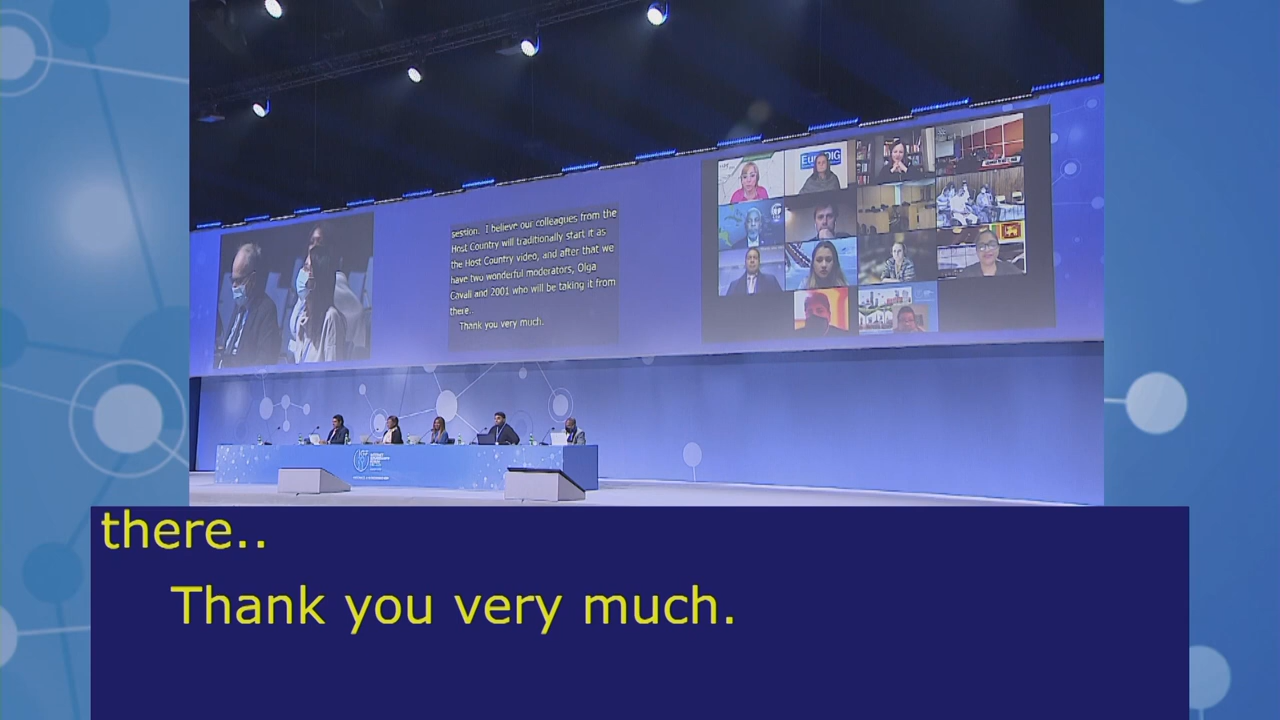 session. I believe our colleagues from the
Host Country will traditionally start it as
the Host Country video, and after that we
have two wonderful moderators, Olga
Cavali and 2001 who will be taking it from
there..
Thank you very much.
there..
Thank you very much.